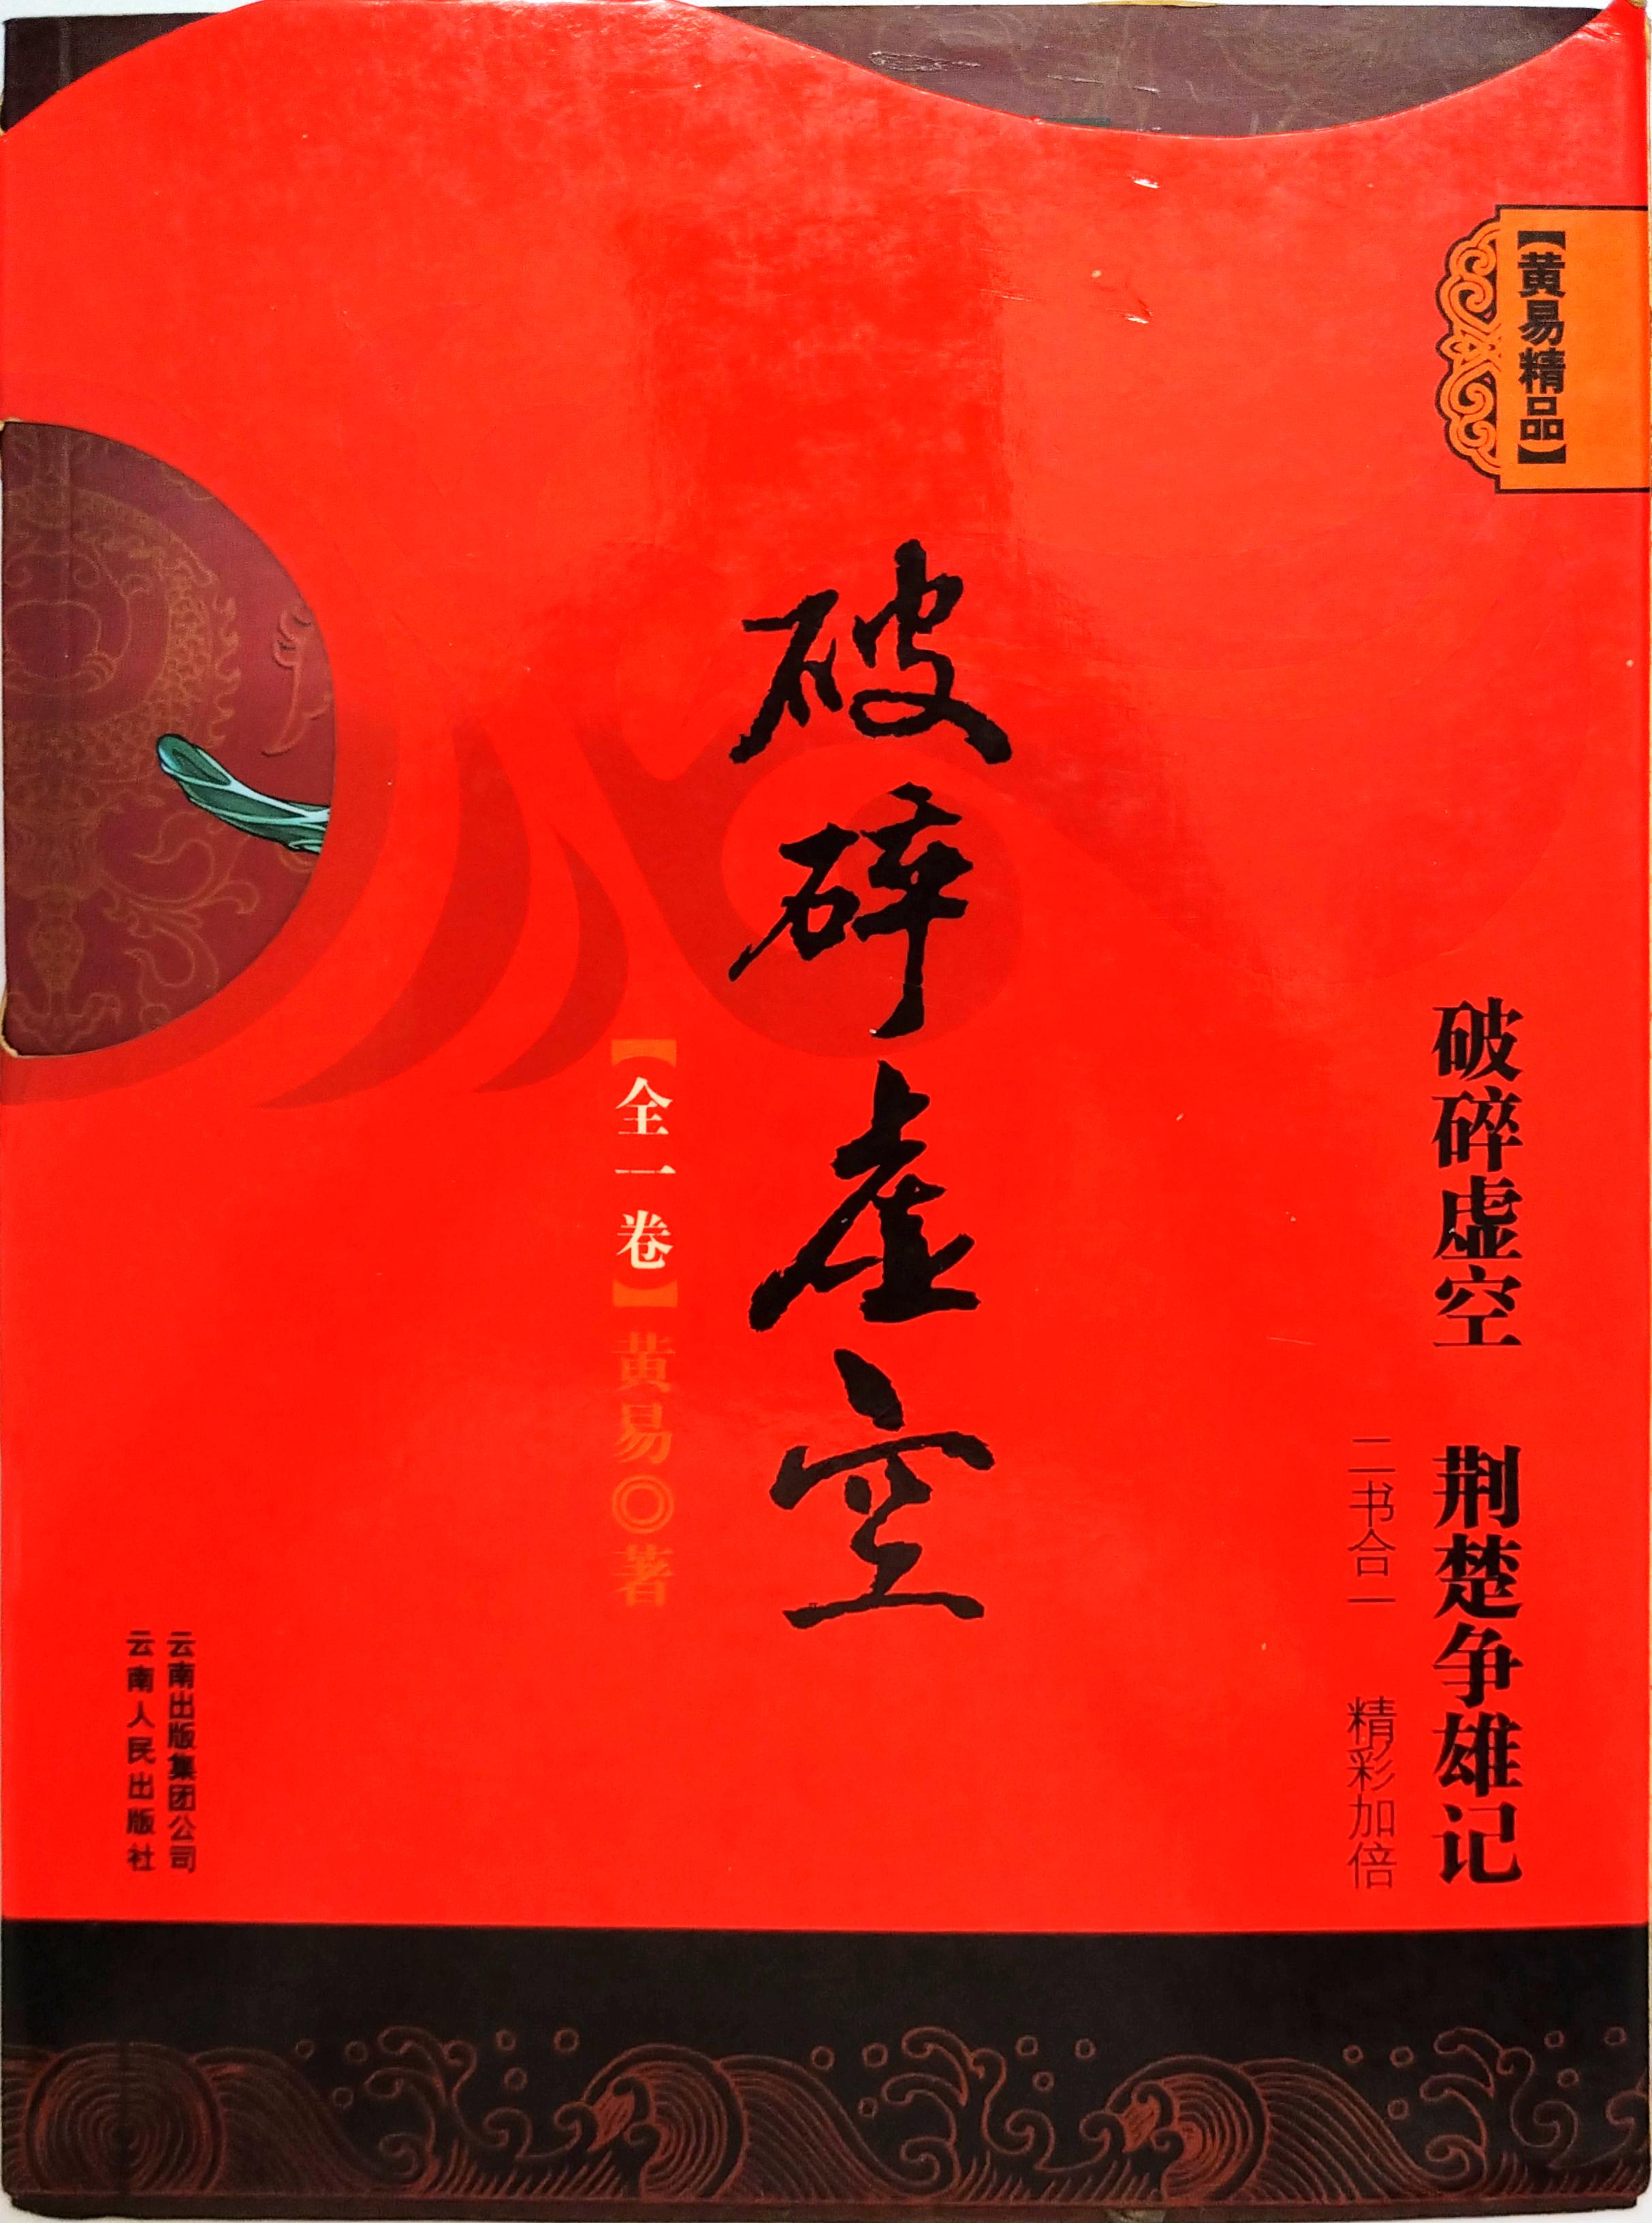 【黄易精品】
破碎虚空 荆楚争雄记
二书合一 精彩加倍
破碎虚空
【全一卷】黄易◎著
云南出版集团公司
云南人民出版社